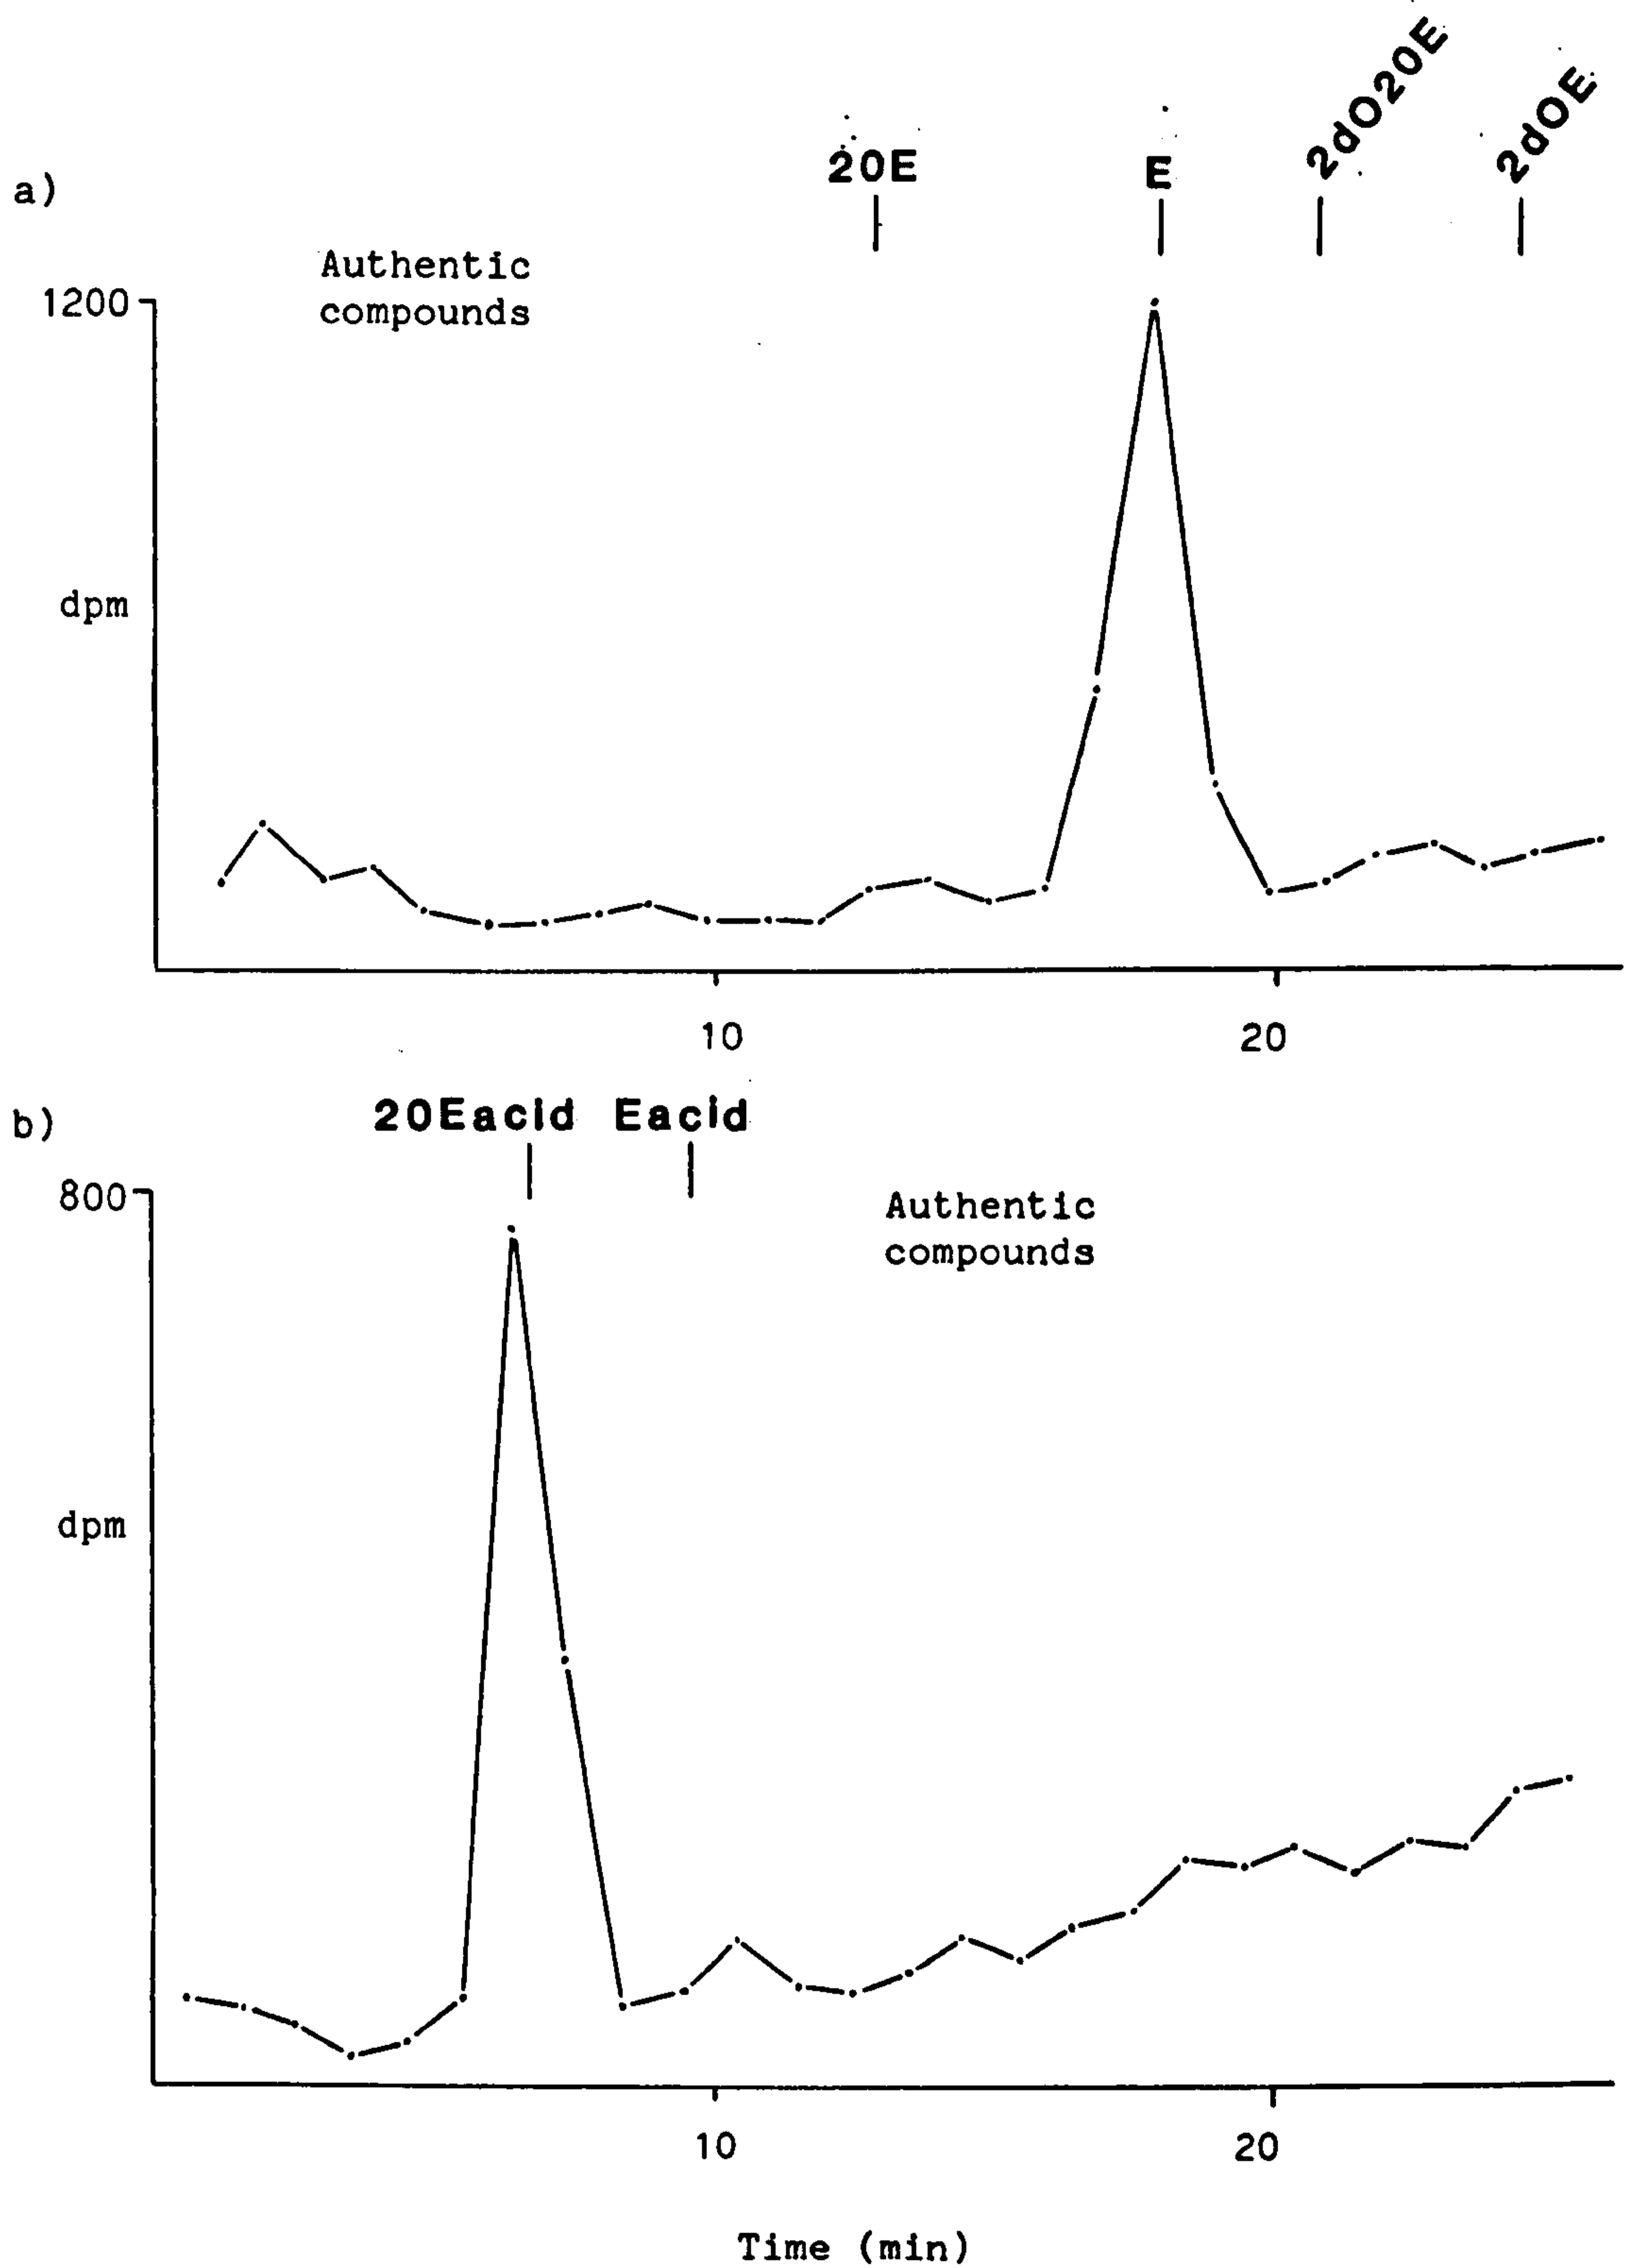 a)
20E
E
2dO20E
2dOE
Authentic
compounds
1200
dpm
10
20
b)
20Eacid Eacid
800
Authentic
compounds
dpm
10
20
Time (min)